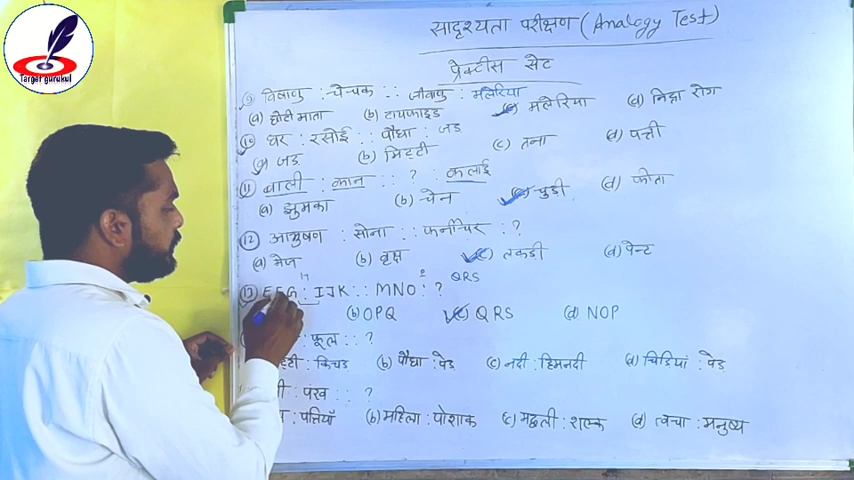 Target gurukul
सादृश्यता परीक्षण (Analogy Test)
प्रेक्टीस सेट
9 विषाणु : चेचक :: जीवाणु : मलेरिया
(a) छोटी माता (b) टायफाइड (c) मलेरिया (d) निद्रा रोग
10 घर : रसोई :: पौधा : जड
(a) जड (b) मिट्टी (c) तना (d) पत्ती
11 बाली : कान :: ? : कलाई
(a) झुमका (b) चेन (c) चुडी (d) फीता
12 आभुषण : सोना :: फर्नीचर : ?
(a) मेज (b) वृक्ष (c) लकडी (d) पेन्ट
13 EFG : IJK :: MNO : ? QRS
(b) OPQ (c) QRS (d) NOP
फूल :: ?
किचड (b) पौधा : पेड (c) नदी : हिमनदी (d) चिडियां : पेड
पंख :: ?
पत्तियाँ (b) महिला : पोशाक (c) मछली : शल्क (d) त्वचा : मनुष्य